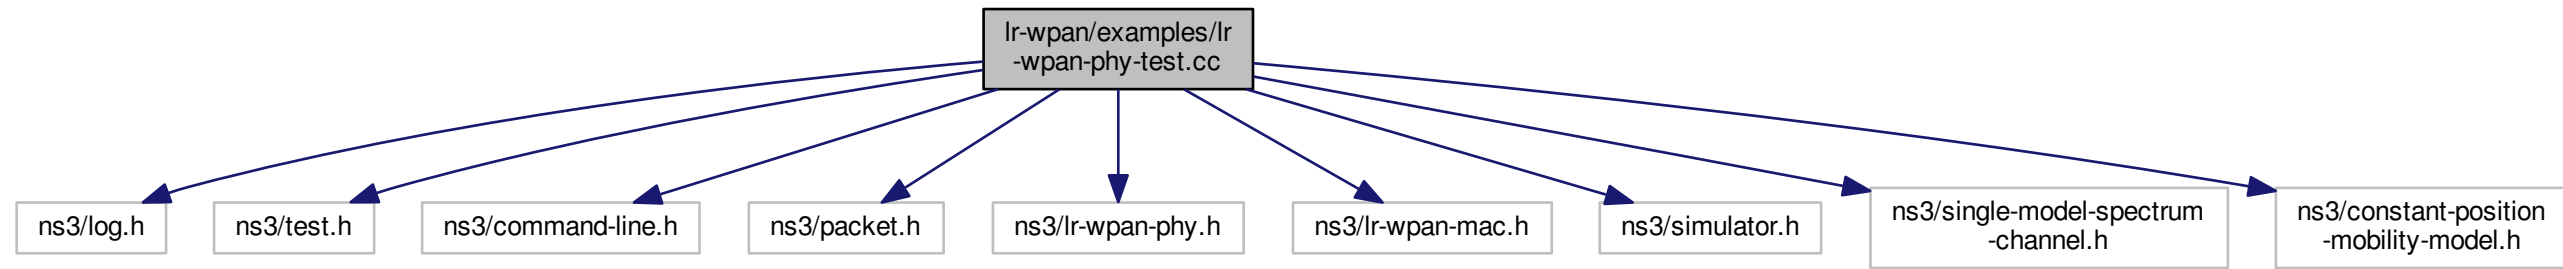 lr-wpan/examples/lr
-wpan-phy-test.cc
ns3/log.h
ns3/test.h
ns3/command-line.h
ns3/packet.h
ns3/lr-wpan-phy.h
ns3/lr-wpan-mac.h
ns3/simulator.h
ns3/single-model-spectrum
-channel.h
ns3/constant-position
-mobility-model.h